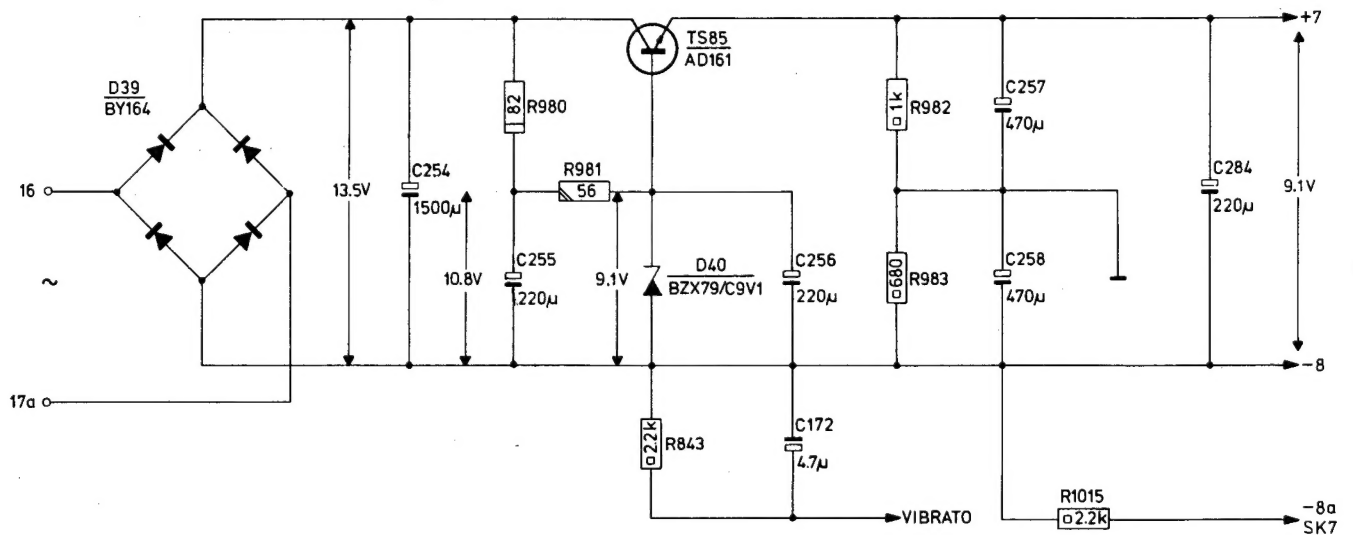 +7
TS85
AD161
D39
BY164
82
R980
1k
R982
C257
470µ
C254
1500µ
13.5V
R981
56
16
C284
220µ
9.1V
10.8V
C255
220µ
9.1V
D40
BZX79/C9V1
C256
220µ
680
R983
C258
470µ
~
-8
17a
2.2k
R843
C172
4.7µ
R1015
2.2k
VIBRATO
-8a
SK7